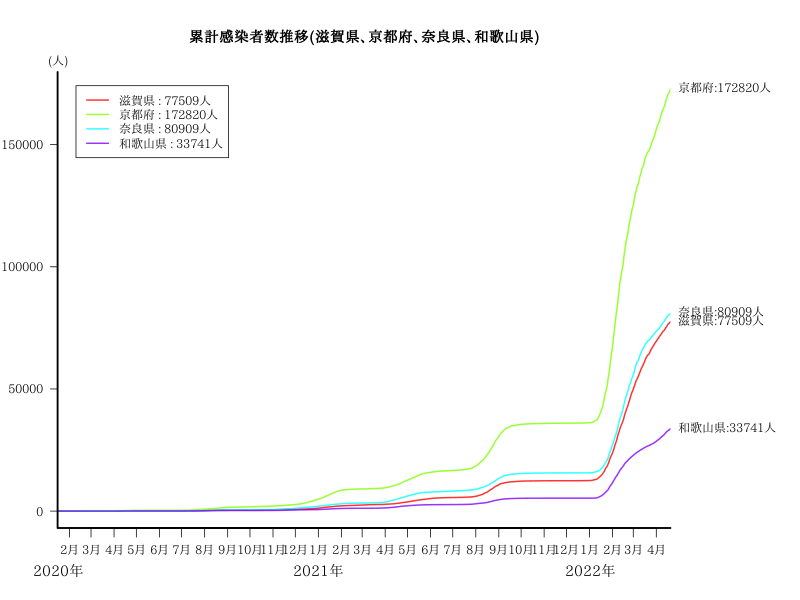 累計感染者数推移(滋賀県、京都府、奈良県、和歌山県)
(人)
滋賀県 : 77509人
京都府 : 172820人
奈良県 : 80909人
和歌山県 : 33741人
京都府:172820人
150000
100000
奈良県:80909人
滋賀県:77509人
50000
和歌山県:33741人
0
2月 3月 4月 5月 6月 7月 8月 9月 10月 11月 12月 1月 2月 3月 4月 5月 6月 7月 8月 9月 10月 11月 12月 1月 2月 3月 4月
2020年 2021年 2022年